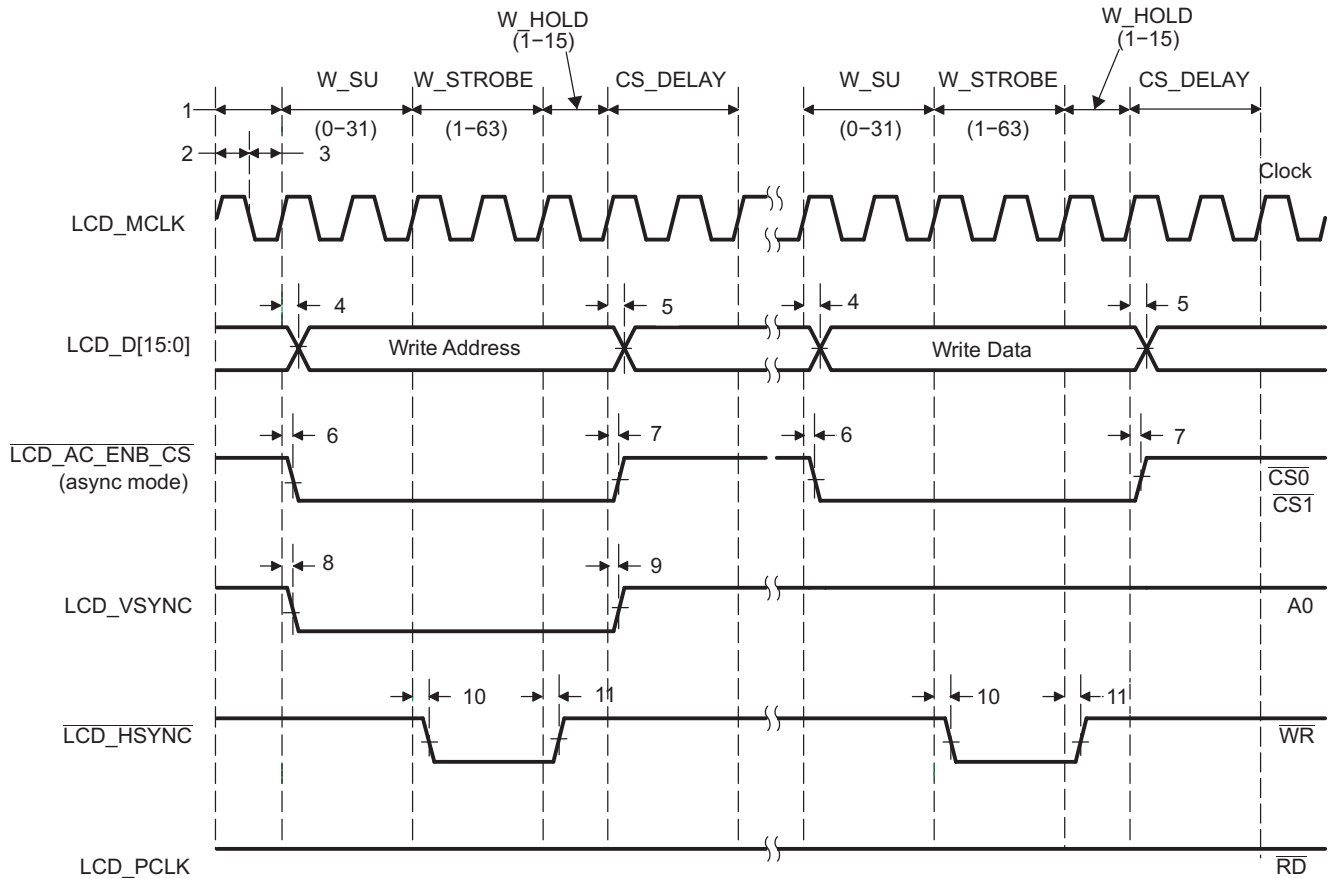 W_HOLD
(1−15)
W_HOLD
(1−15)
W_SU W_STROBE CS_DELAY W_SU W_STROBE CS_DELAY
1
(0−31) (1−63) (0−31) (1−63)
2 3
Clock
LCD_MCLK
4 5 4 5
LCD_D[15:0] Write Address Write Data
6 7 6 7
LCD_AC_ENB_CS
(async mode)
CS0
CS1
8 9
LCD_VSYNC A0
10 11 10 11
LCD_HSYNC WR
LCD_PCLK RD